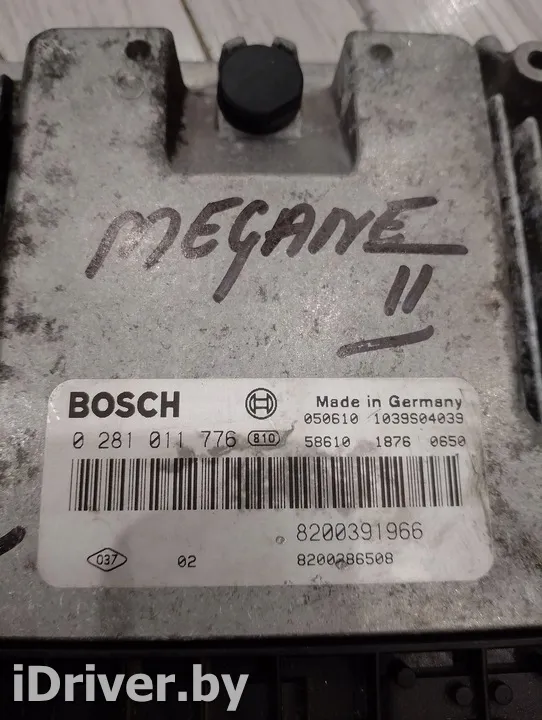 MEGANE
II
BOSCH Made in Germany
050610 1039S04039
0 281 011 776 810 58610 1876 0650
8200391966
037 02 8200386508
iDriver.by